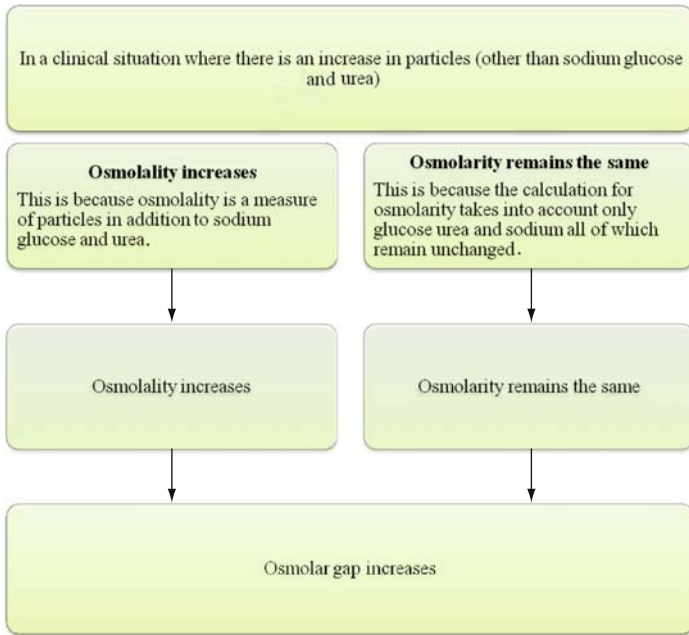 In a clinical situation where there is an increase in particles (other than sodium glucose
and urea)
Osmolality increases
This is because osmolality is a measure
of particles in addition to sodium
glucose and urea.
Osmolarity remains the same
This is because the calculation for
osmolarity takes into account only
glucose urea and sodium all of which
remain unchanged.
Osmolality increases
Osmolarity remains the same
Osmolar gap increases